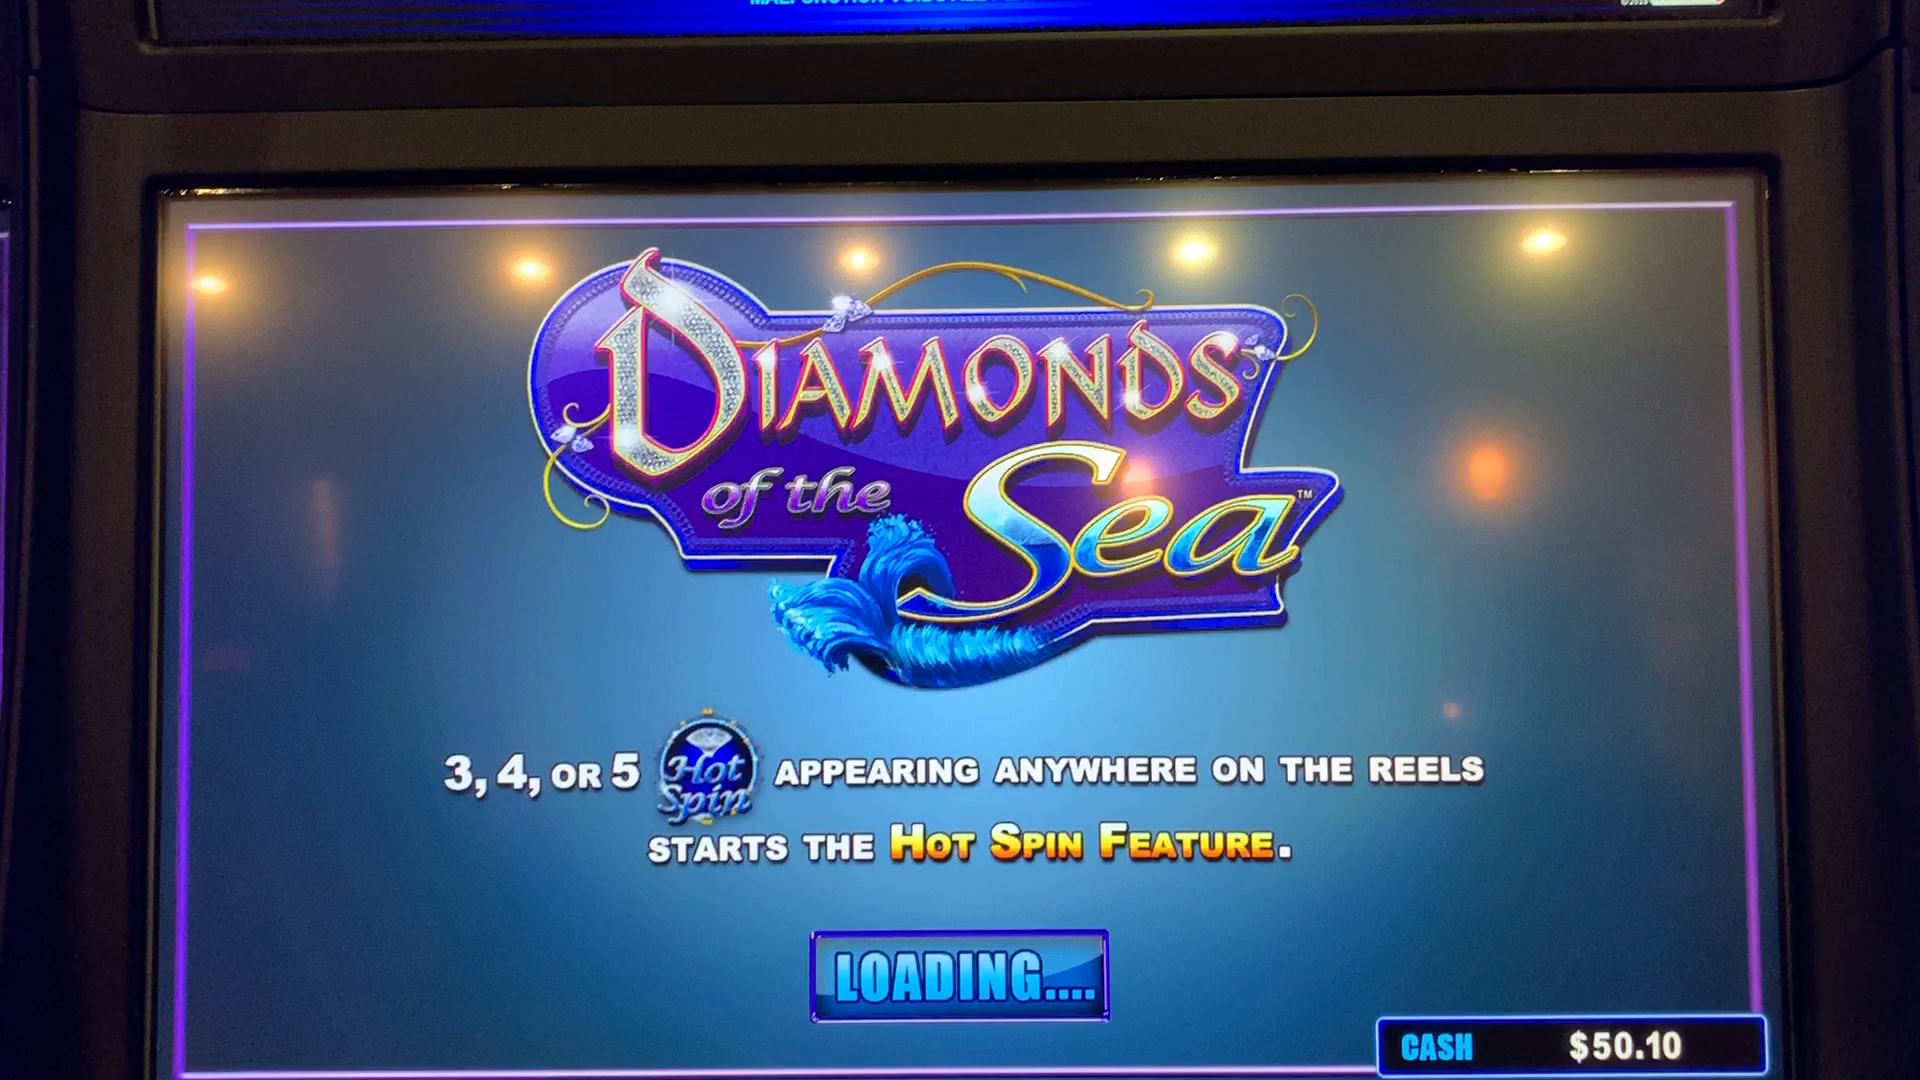 DIAMONDS
of the
Sea™
3, 4, OR 5 Hot Spin APPEARING ANYWHERE ON THE REELS
STARTS THE HOT SPIN FEATURE.
LOADING....
CASH $50.10